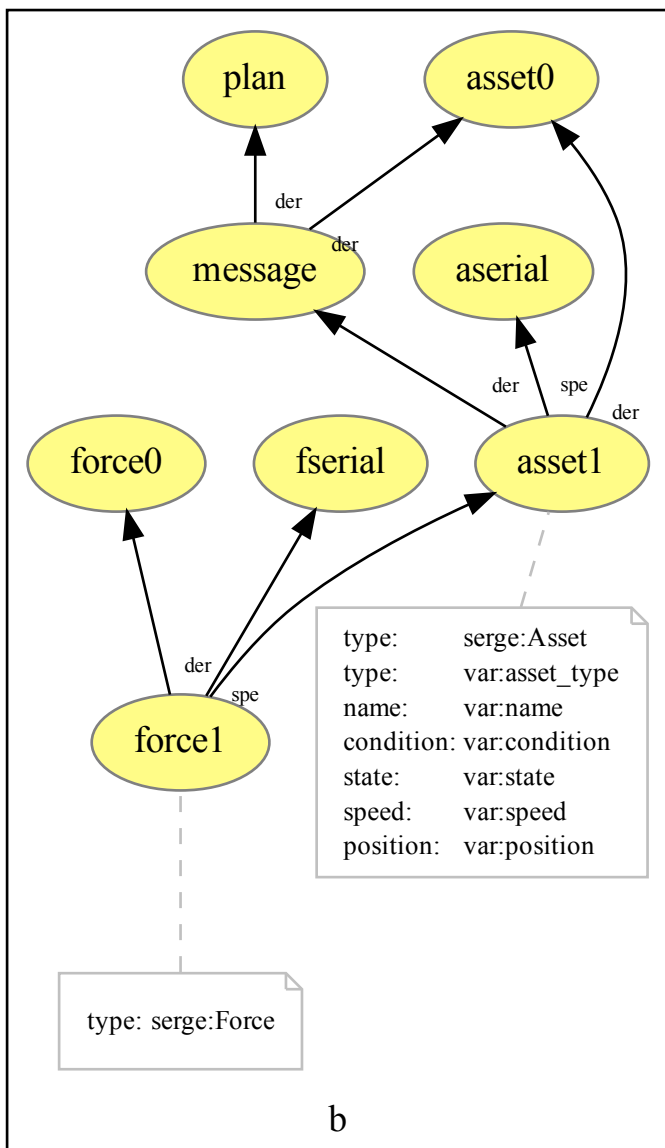 plan
asset0
der
message
der
aserial
der
spe
der
force0
fserial
asset1
type: serge:Asset
type: var:asset_type
name: var:name
condition: var:condition
state: var:state
speed: var:speed
position: var:position
der
spe
force1
type: serge:Force
b